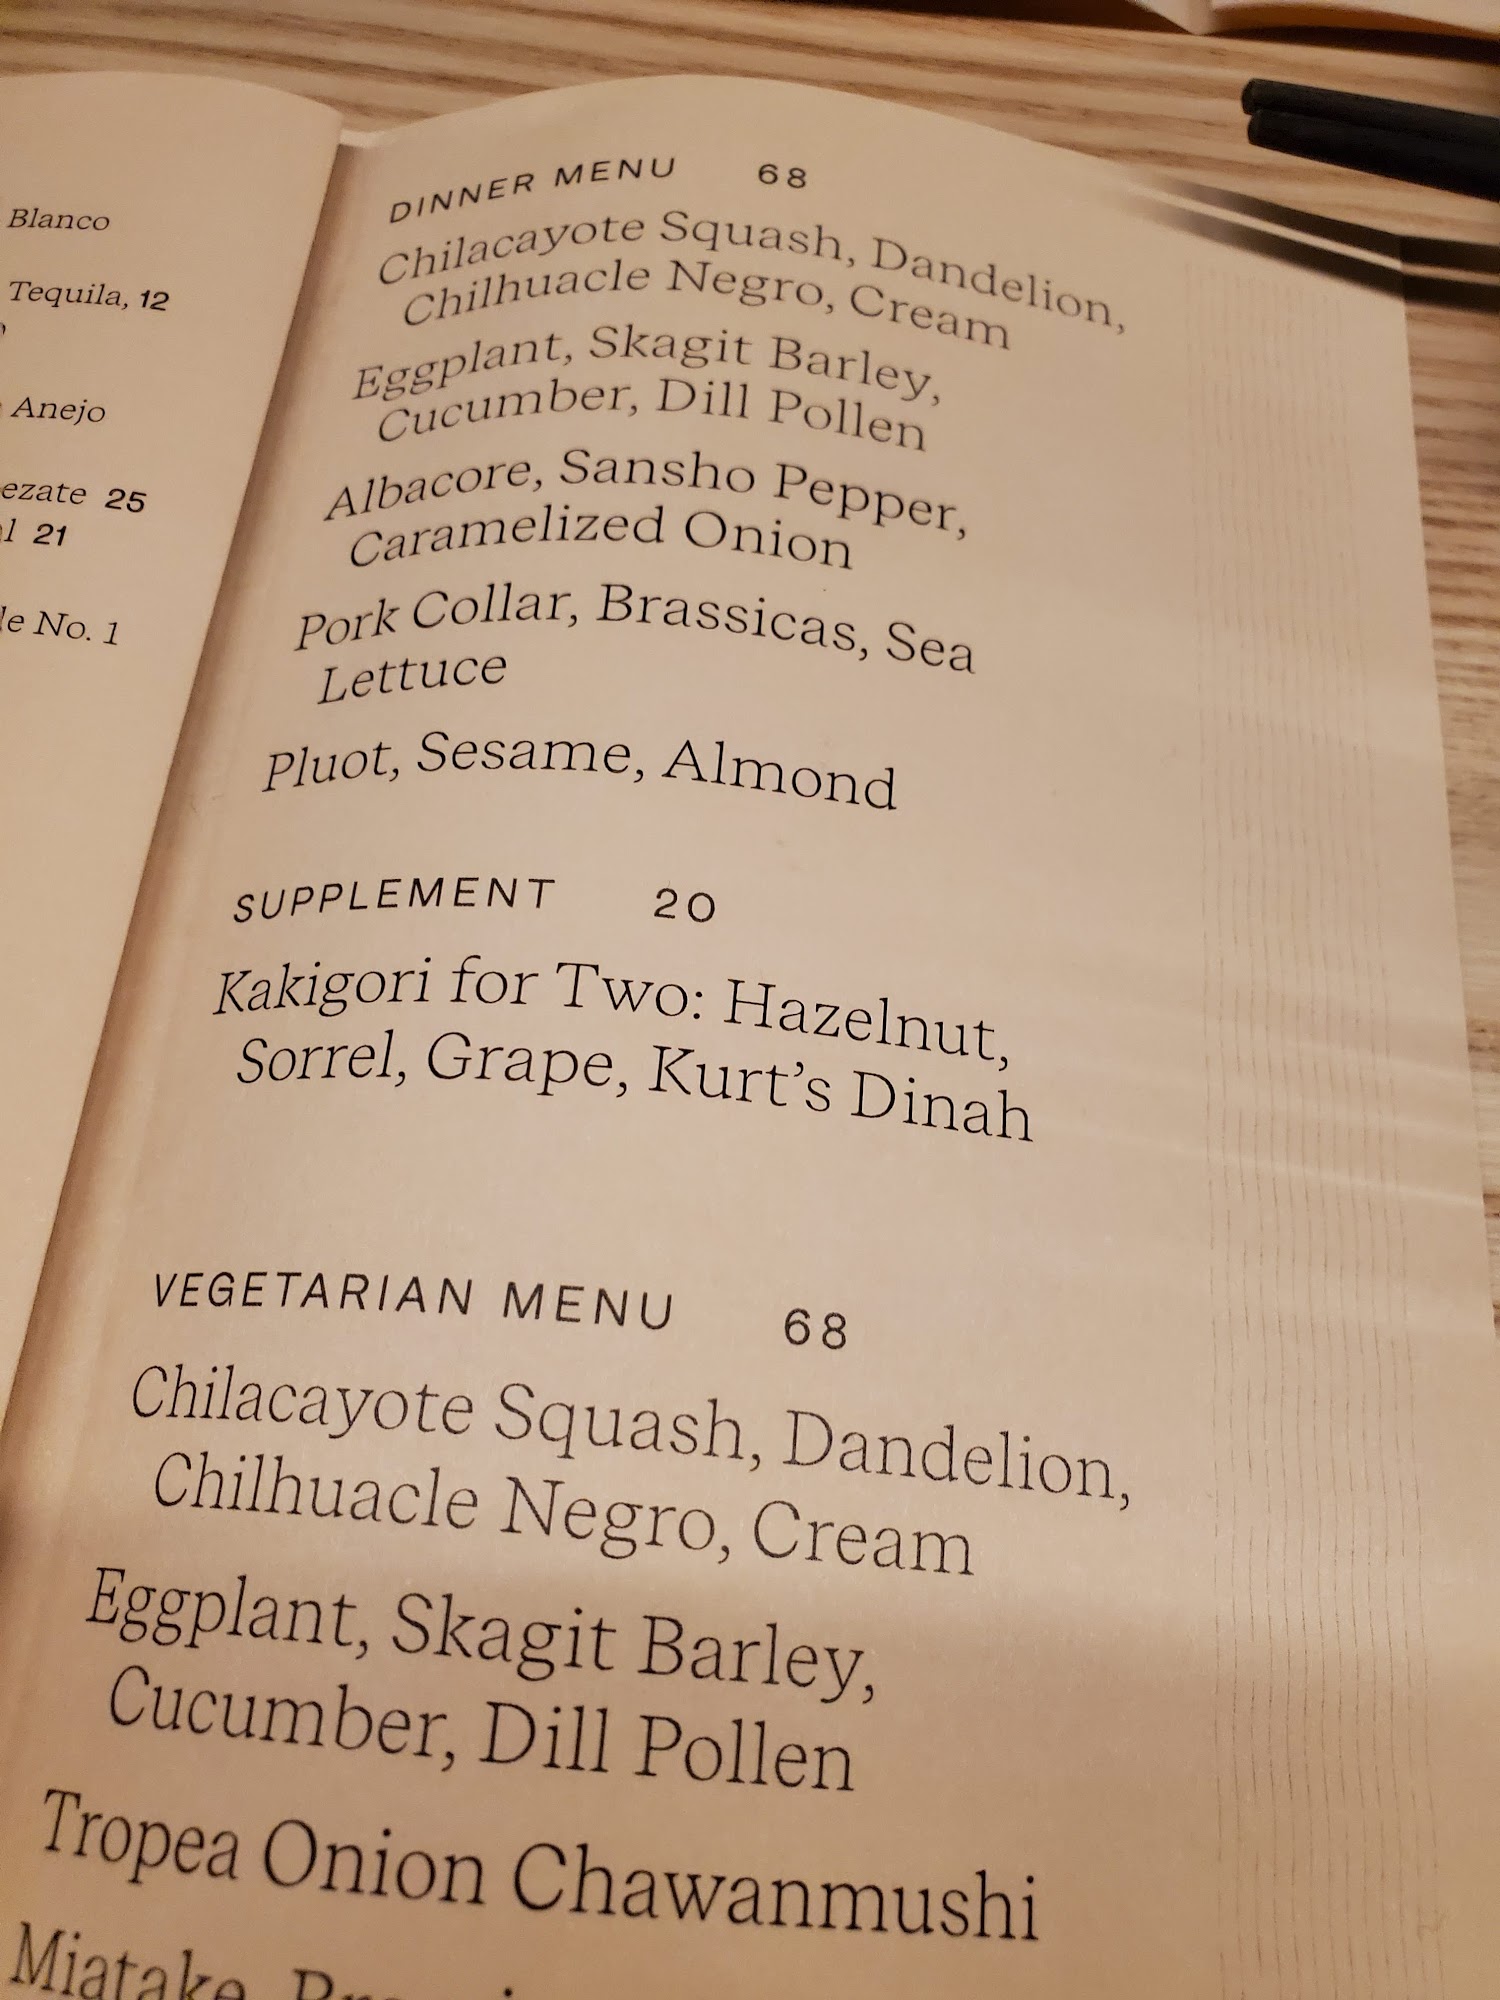 Blanco
Tequila, 12
Anejo
25
21
No. 1
DINNER MENU 68
Chilacayote Squash, Dandelion,
Chilhuacle Negro, Cream
Eggplant, Skagit Barley,
Cucumber, Dill Pollen
Albacore, Sansho Pepper,
Caramelized Onion
Pork Collar, Brassicas, Sea
Lettuce
Pluot, Sesame, Almond
SUPPLEMENT 20
Kakigori for Two: Hazelnut,
Sorrel, Grape, Kurt's Dinah
VEGETARIAN MENU 68
Chilacayote Squash, Dandelion,
Chilhuacle Negro, Cream
Eggplant, Skagit Barley,
Cucumber, Dill Pollen
Tropea Onion Chawanmushi
Miatake,